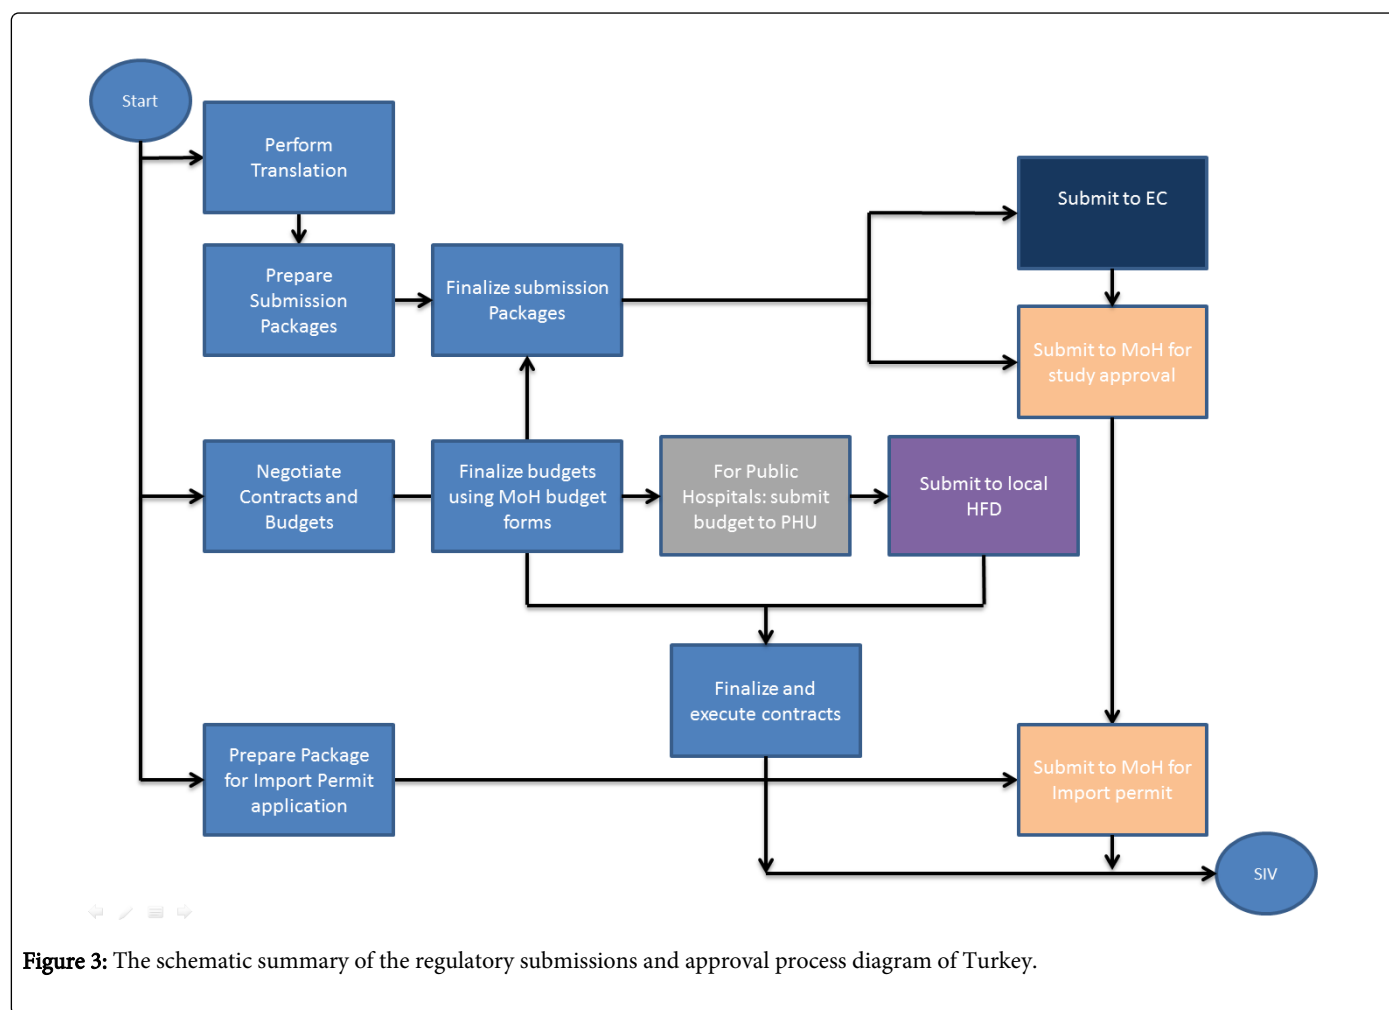 Start
Perform
Translation
Prepare
Submission
Packages
Finalize submission
Packages
Submit to EC
Submit to MoH for
study approval
Negotiate
Contracts and
Budgets
Finalize budgets
using MoH budget
forms
For Public
Hospitals: submit
budget to PHU
Submit to local
HFD
Finalize and
execute contracts
Prepare Package
for Import Permit
application
Submit to MoH for
Import permit
SIV
Figure 3: The schematic summary of the regulatory submissions and approval process diagram of Turkey.